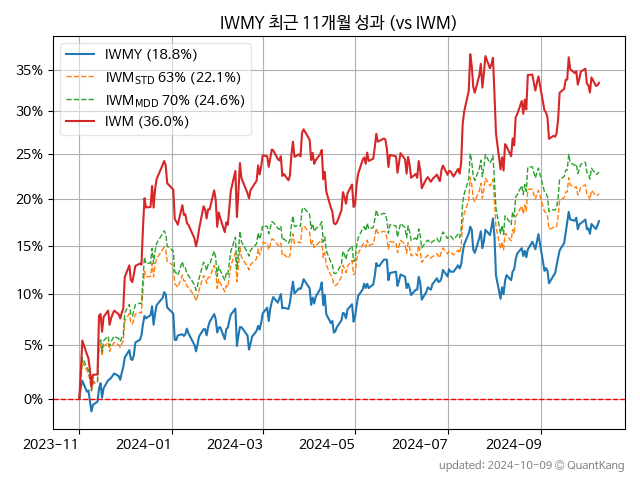 IWMY 최근 11개월 성과 (vs IWM)
IWMY (18.8%)
IWM_STD 63% (22.1%)
IWM_MDD 70% (24.6%)
IWM (36.0%)
35%
30%
25%
20%
15%
10%
5%
0%
2023-11
2024-01
2024-03
2024-05
2024-07
2024-09
updated: 2024-10-09 © QuantKang